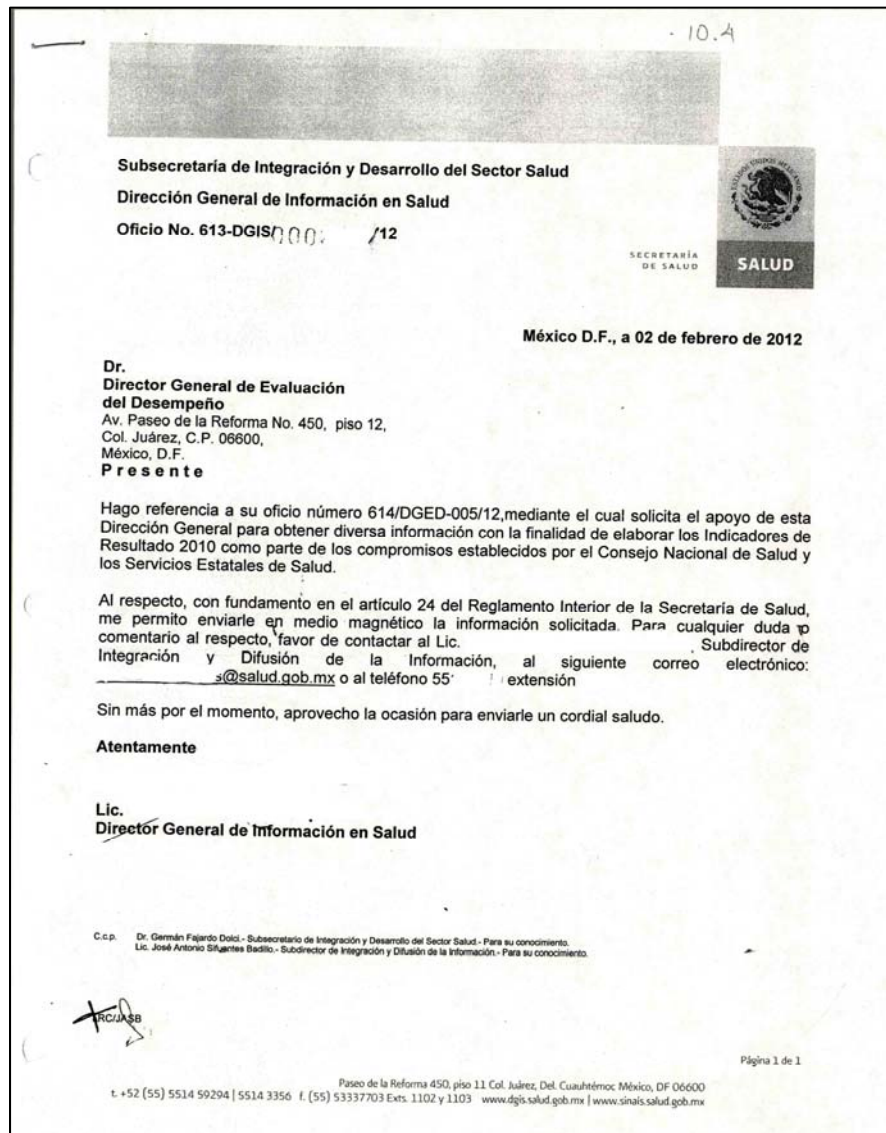 10.4
Subsecretaría de Integración y Desarrollo del Sector Salud
Dirección General de Información en Salud
Oficio No. 613-DGIS/ /12
ESTADOS UNIDOS MEXICANOS
SECRETARÍA
DE SALUD
SALUD
México D.F., a 02 de febrero de 2012
Dr.
Director General de Evaluación
del Desempeño
Av. Paseo de la Reforma No. 450, piso 12,
Col. Juárez, C.P. 06600,
México, D.F.
P r e s e n t e
Hago referencia a su oficio número 614/DGED-005/12,mediante el cual solicita el apoyo de esta
Dirección General para obtener diversa información con la finalidad de elaborar los Indicadores de
Resultado 2010 como parte de los compromisos establecidos por el Consejo Nacional de Salud y
los Servicios Estatales de Salud.
Al respecto, con fundamento en el artículo 24 del Reglamento Interior de la Secretaría de Salud,
me permito enviarle en medio magnético la información solicitada. Para cualquier duda o
comentario al respecto, favor de contactar al Lic. , Subdirector de
Integración y Difusión de la Información, al siguiente correo electrónico:
s@salud.gob.mx o al teléfono 55 extensión
Sin más por el momento, aprovecho la ocasión para enviarle un cordial saludo.
Atentamente
Lic.
Director General de Información en Salud
C.c.p. Dr. Germán Fajardo Dolci.- Subsecretario de Integración y Desarrollo del Sector Salud.- Para su conocimiento.
Lic. José Antonio Sifuentes Badillo.- Subdirector de Integración y Difusión de la Información.- Para su conocimiento.
RC/JASB
Página 1 de 1
Paseo de la Reforma 450, piso 11 Col. Juárez, Del. Cuauhtémoc México, DF 06600
t. +52 (55) 5514 59294 | 5514 3356 f. (55) 53337703 Exts. 1102 y 1103 www.dgis.salud.gob.mx | www.sinais.salud.gob.mx